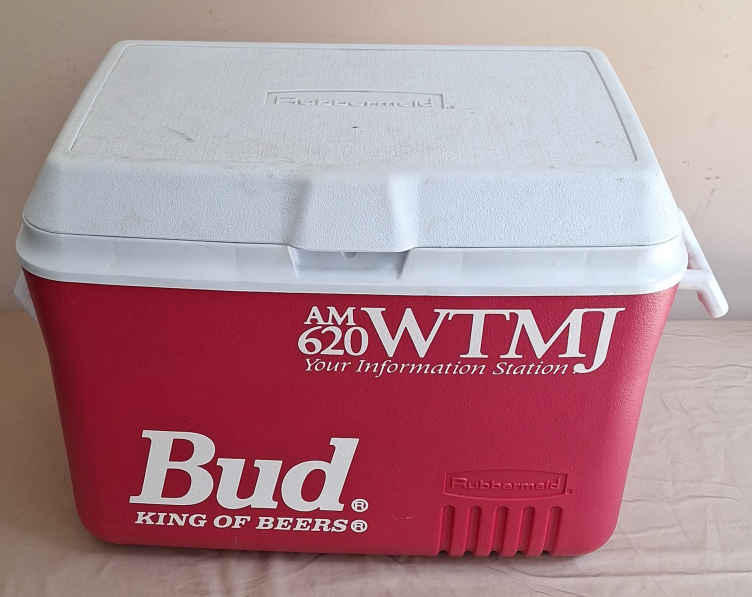 Rubbermaid
AM
620 WTMJ
Your Information Station
Bud®
KING OF BEERS®
Rubbermaid